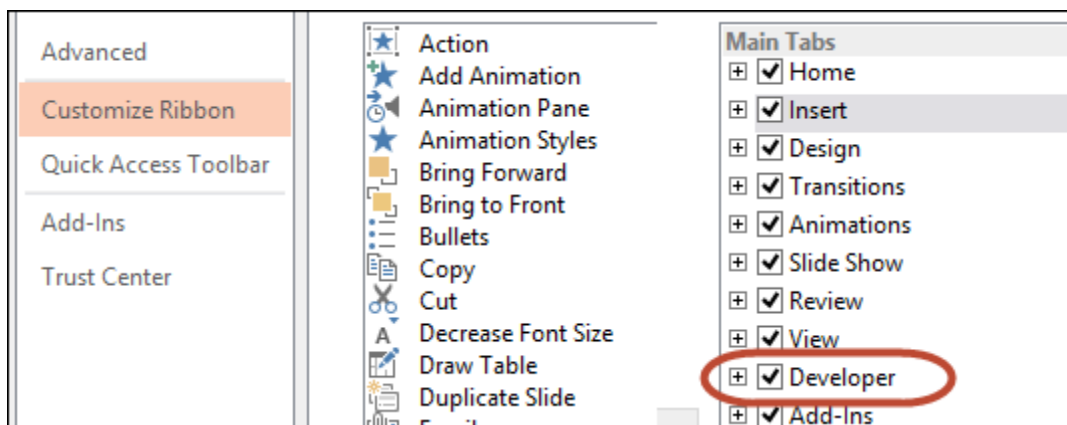 Advanced
Customize Ribbon
Quick Access Toolbar
Add-Ins
Trust Center
Action
Add Animation
Animation Pane
Animation Styles
Bring Forward
Bring to Front
Bullets
Copy
Cut
Decrease Font Size
Draw Table
Duplicate Slide
Main Tabs
Home
Insert
Design
Transitions
Animations
Slide Show
Review
View
Developer
Add-Ins